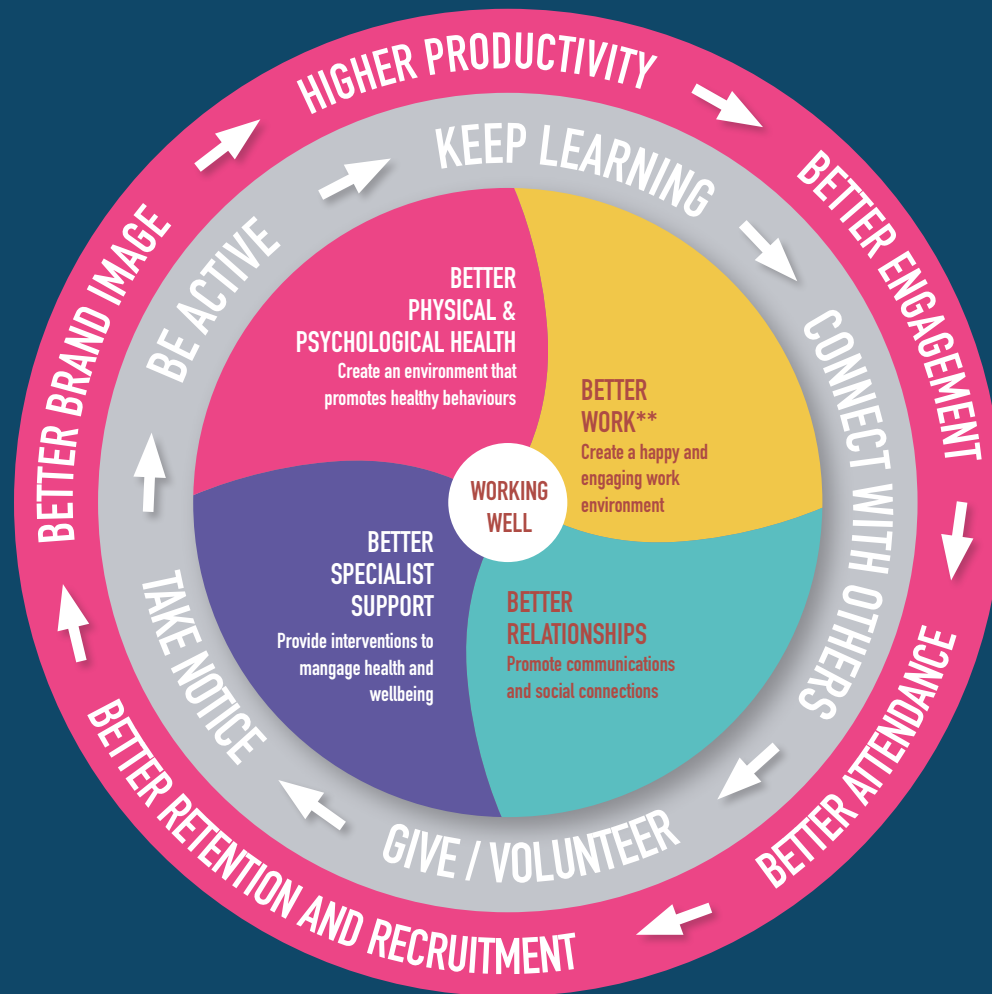 HIGHER PRODUCTIVITY
BETTER ENGAGEMENT
BETTER ATTENDANCE
BETTER RETENTION AND RECRUITMENT
BETTER BRAND IMAGE
KEEP LEARNING
CONNECT WITH OTHERS
GIVE / VOLUNTEER
TAKE NOTICE
BE ACTIVE
BETTER
PHYSICAL &
PSYCHOLOGICAL HEALTH
Create an environment that
promotes healthy behaviours
BETTER
WORK**
Create a happy and
engaging work
environment
WORKING
WELL
BETTER
SPECIALIST
SUPPORT
Provide interventions to
mangage health and
wellbeing
BETTER
RELATIONSHIPS
Promote communications
and social connections